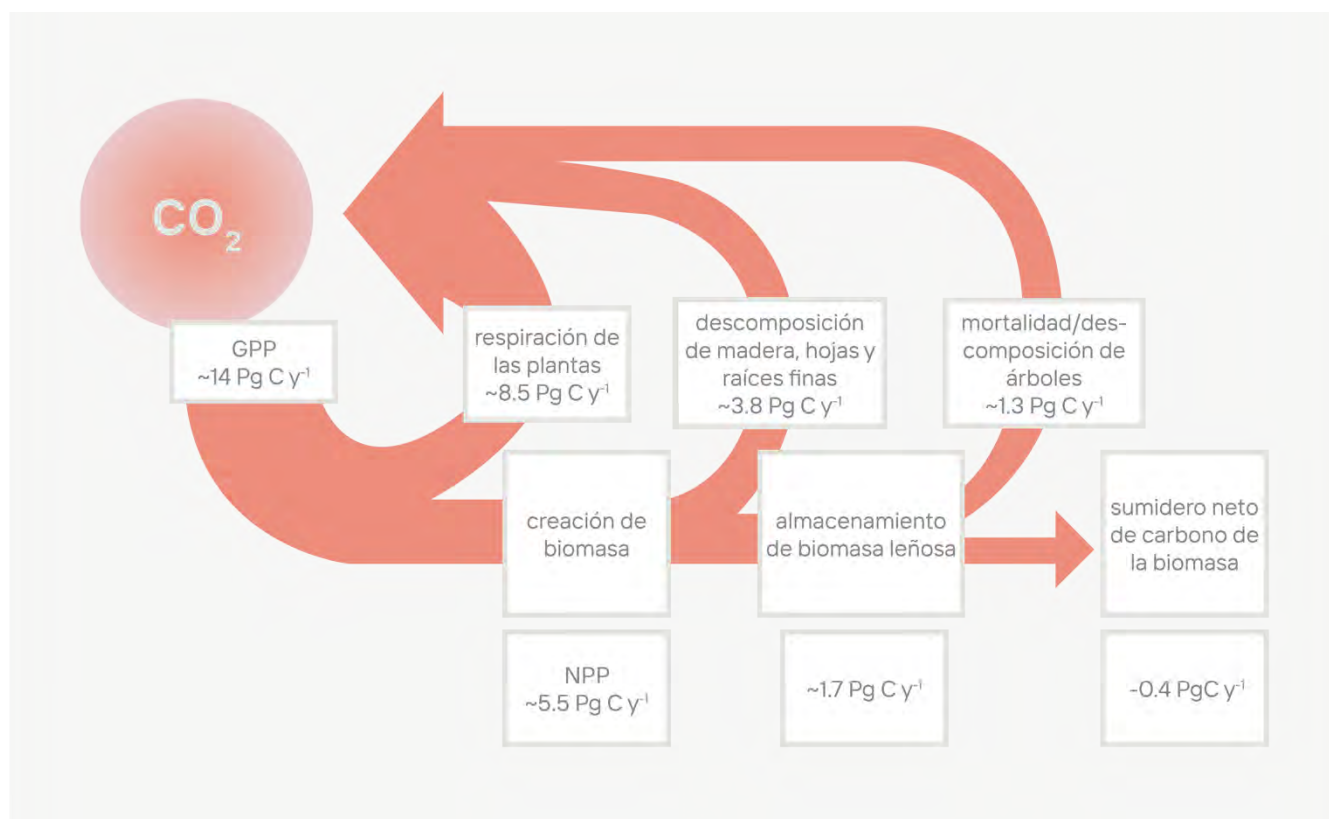 CO₂
GPP
~14 Pg C y⁻¹
respiración de
las plantas
~8.5 Pg C y⁻¹
descomposición
de madera, hojas y
raíces finas
~3.8 Pg C y⁻¹
mortalidad/des-
composición de
árboles
~1.3 Pg C y⁻¹
creación de
biomasa
almacenamiento
de biomasa leñosa
sumidero neto
de carbono de
la biomasa
NPP
~5.5 Pg C y⁻¹
~1.7 Pg C y⁻¹
-0.4 PgC y⁻¹